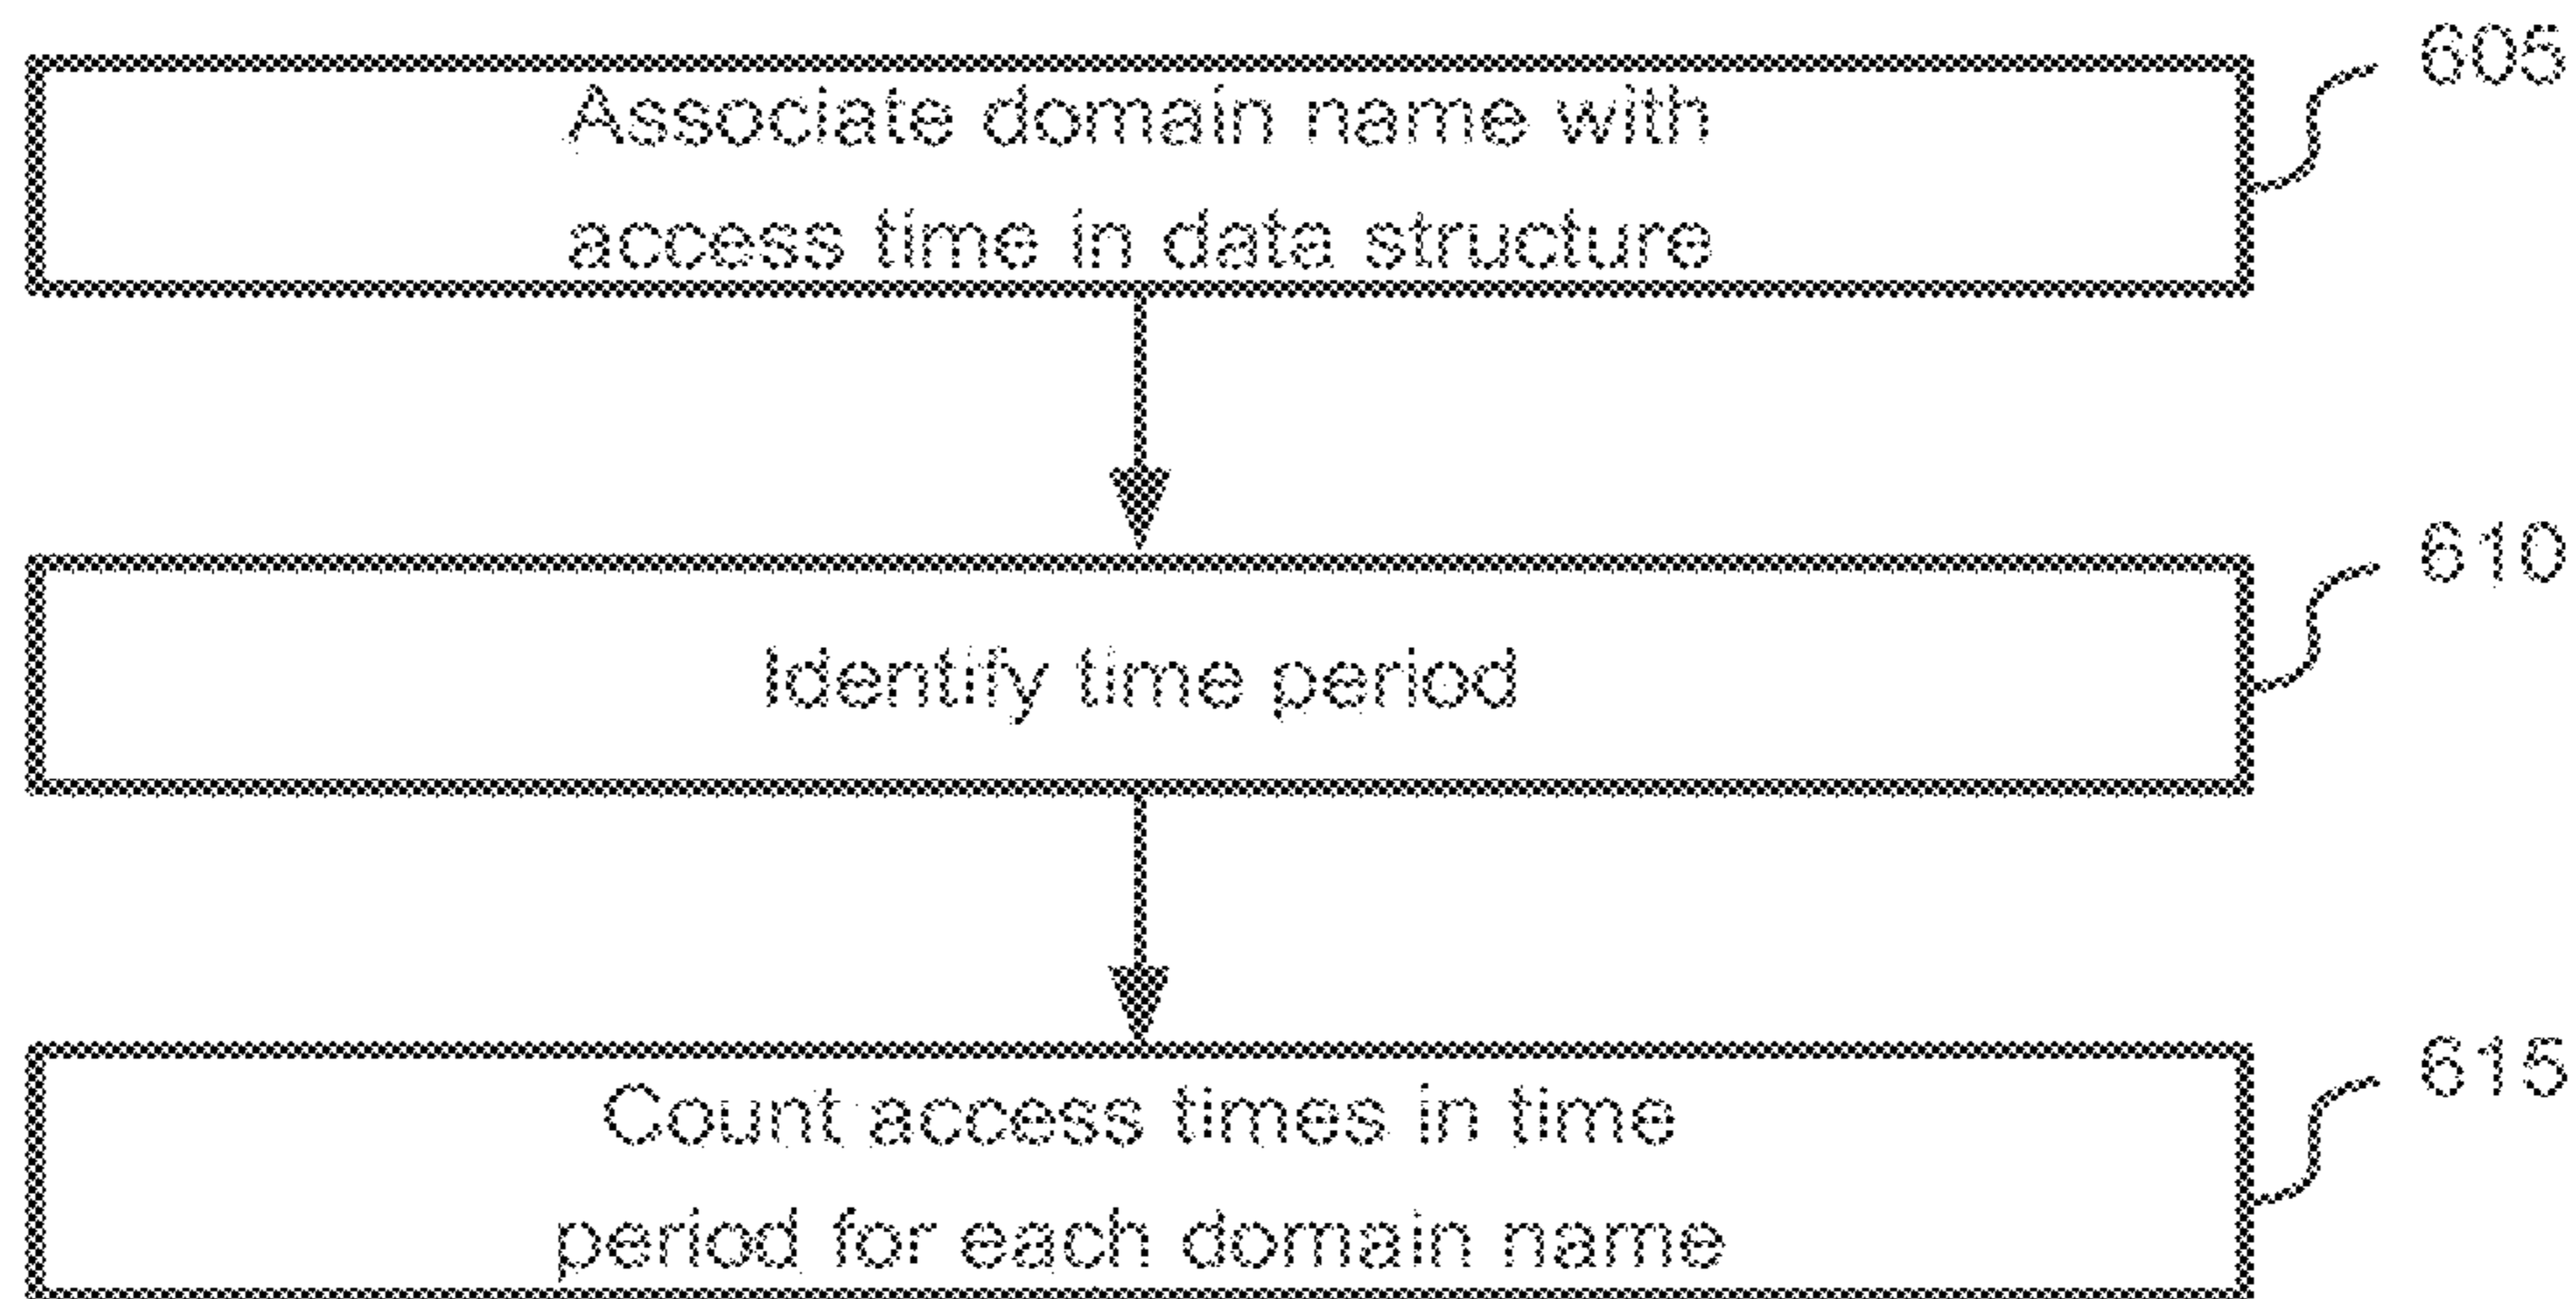 605
Associate domain name with
access time in data structure
610
Identify time period
615
Count access times in time
period for each domain name